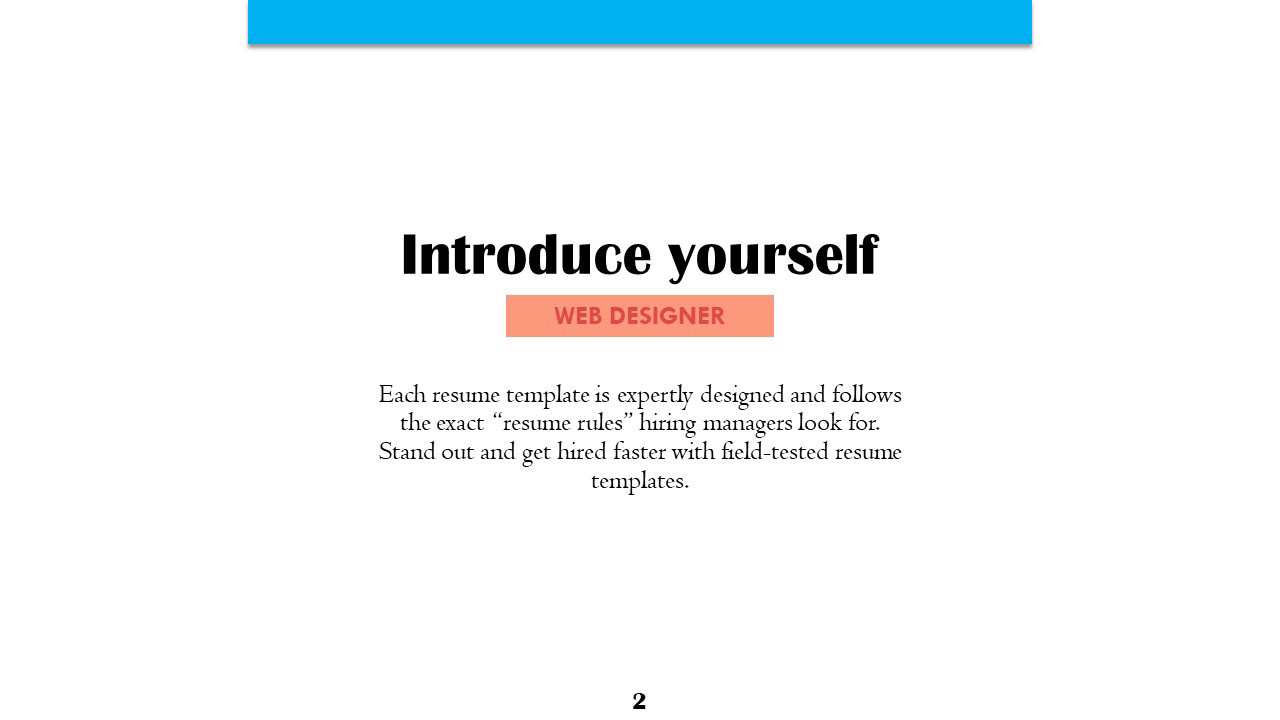 Introduce yourself
WEB DESIGNER
Each resume template is expertly designed and follows
the exact “resume rules” hiring managers look for.
Stand out and get hired faster with field-tested resume
templates.
2